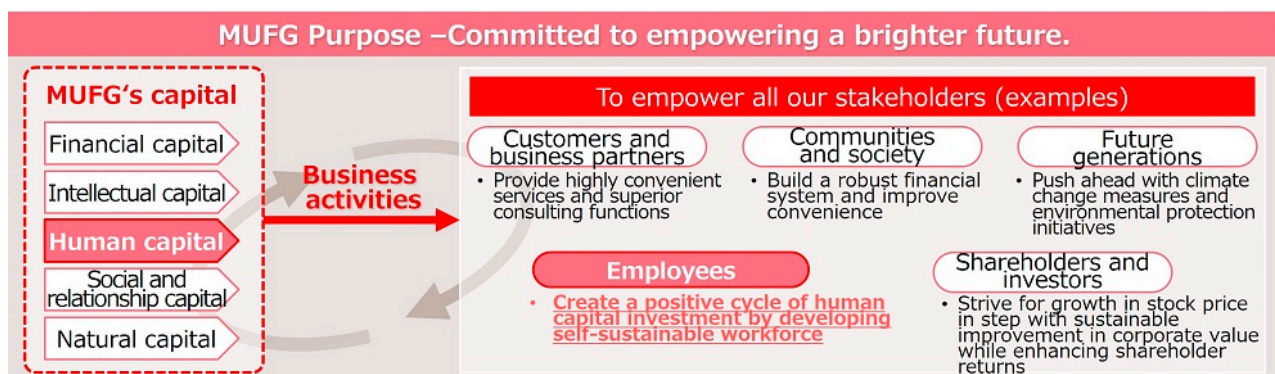 MUFG Purpose –Committed to empowering a brighter future.
MUFG‘s capital
Financial capital
Intellectual capital
Human capital
Social and
relationship capital
Natural capital
Business
activities
To empower all our stakeholders (examples)
Customers and
business partners
• Provide highly convenient
services and superior
consulting functions
Communities
and society
• Build a robust financial
system and improve
convenience
Future
generations
• Push ahead with climate
change measures and
environmental protection
initiatives
Employees
• Create a positive cycle of human
capital investment by developing
self-sustainable workforce
Shareholders and
investors
• Strive for growth in stock price
in step with sustainable
improvement in corporate value
while enhancing shareholder
returns